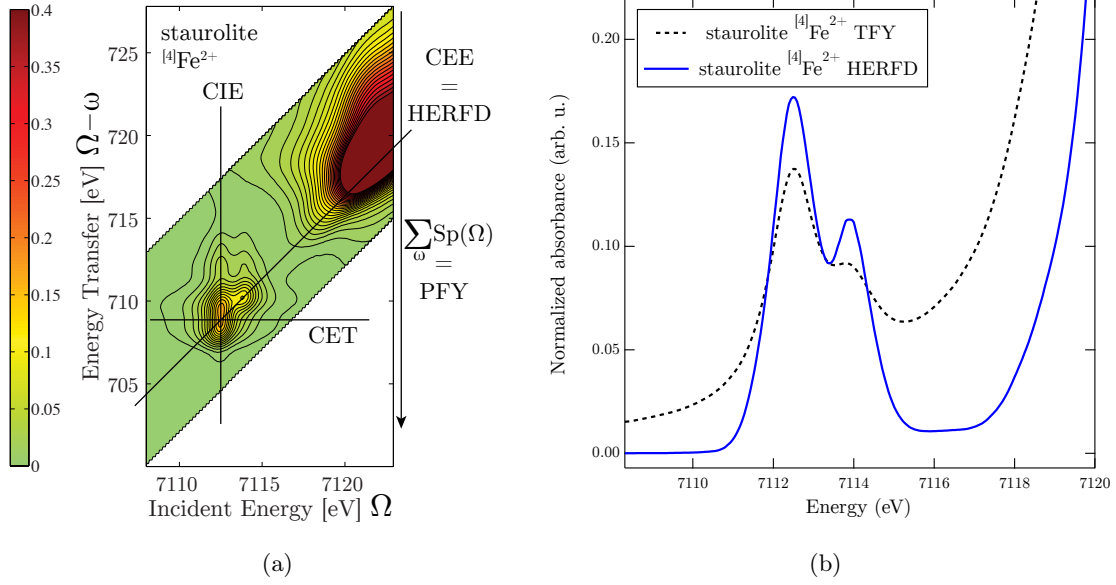 0.4
0.35
0.3
0.25
0.2
0.15
0.1
0.05
0
Energy Transfer [eV] Ω−ω
725
720
715
710
705
staurolite
[4]Fe2+
CIE
CET
CEE
=
HERFD
∑ω Sp(Ω)
=
PFY
7110
7115
7120
Incident Energy [eV] Ω
(a)
Normalized absorbance (arb. u.)
0.20
0.15
0.10
0.05
0.00
staurolite [4]Fe2+ TFY
staurolite [4]Fe2+ HERFD
7110
7112
7114
7116
7118
7120
Energy (eV)
(b)